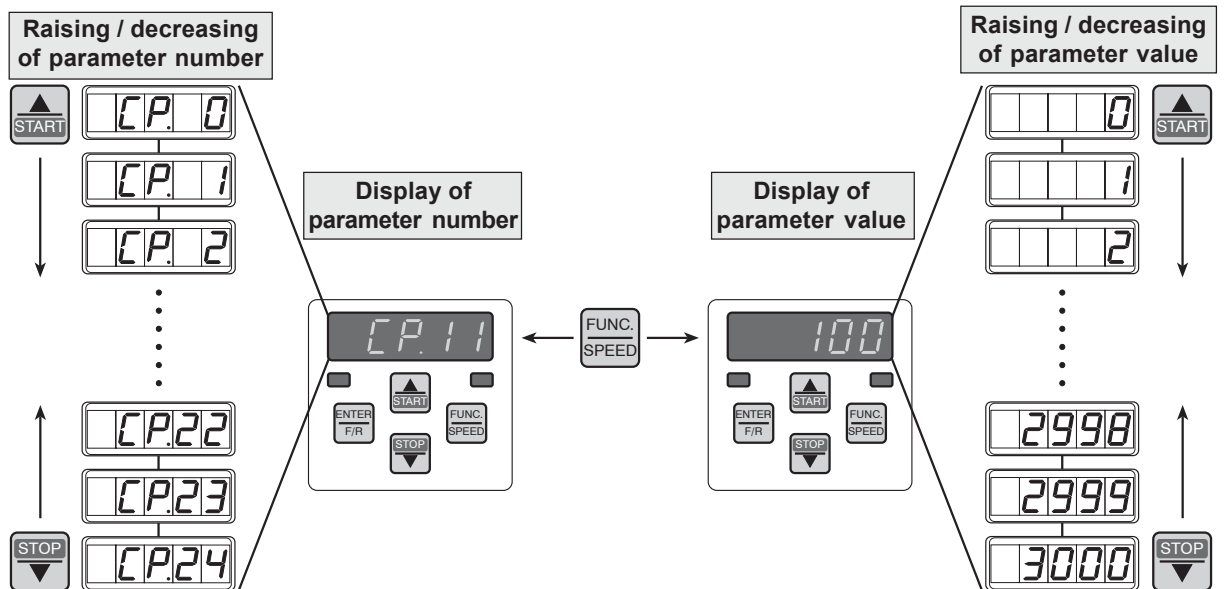 Raising / decreasing
of parameter number
START
CP. 0
CP. 1
CP. 2
CP.22
CP.23
CP.24
STOP
Display of
parameter number
CP.11
START
ENTER
F/R
FUNC.
SPEED
STOP
FUNC.
SPEED
Display of
parameter value
100
START
ENTER
F/R
FUNC.
SPEED
STOP
Raising / decreasing
of parameter value
START
0
1
2
2998
2999
3000
STOP